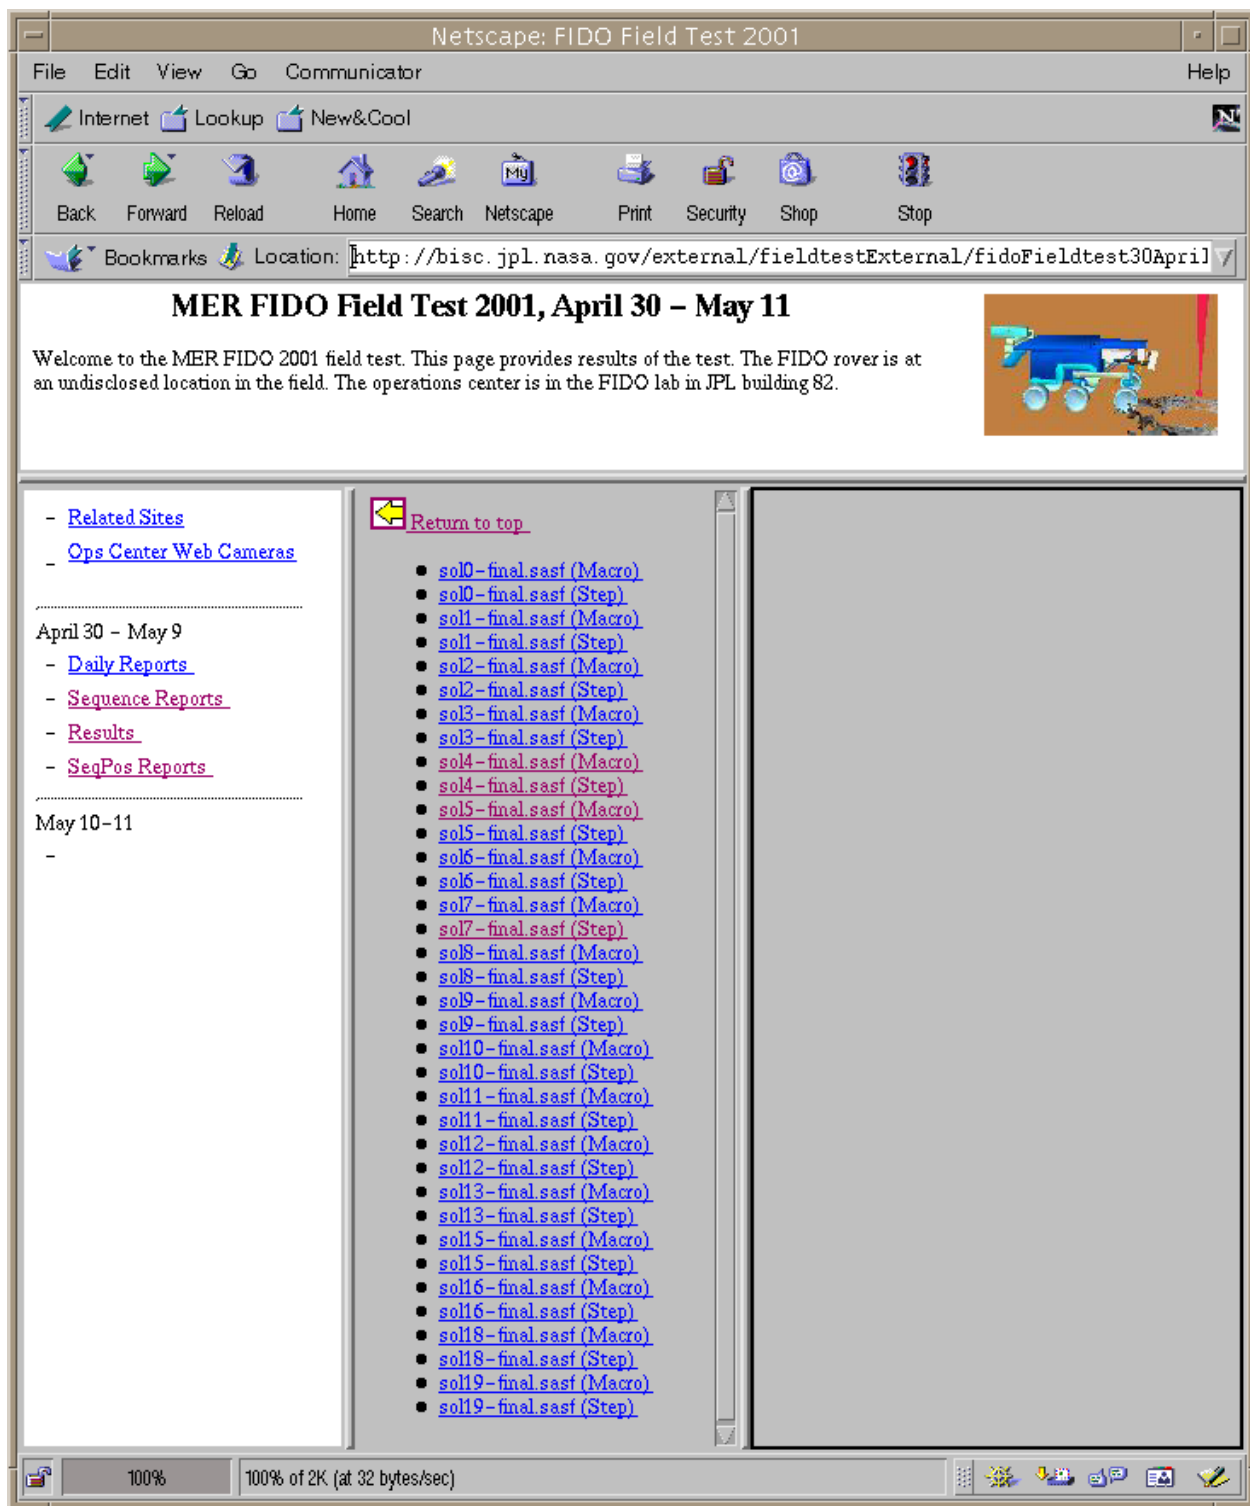 Netscape: FIDO Field Test 2001
File Edit View Go Communicator Help
Internet Lookup New&Cool
N
My
Back Forward Reload Home Search Netscape Print Security Shop Stop
Bookmarks Location: http://bisc.jpl.nasa.gov/external/fieldtestExternal/fidoFieldtest30April
MER FIDO Field Test 2001, April 30 – May 11
Welcome to the MER FIDO 2001 field test. This page provides results of the test. The FIDO rover is at
an undisclosed location in the field. The operations center is in the FIDO lab in JPL building 82.
– Related Sites
– Ops Center Web Cameras
April 30 – May 9
– Daily Reports
– Sequence Reports
– Results
– SeqPos Reports
May 10–11
–
Return to top
sol0–final.sasf (Macro)
sol0–final.sasf (Step)
sol1–final.sasf (Macro)
sol1–final.sasf (Step)
sol2–final.sasf (Macro)
sol2–final.sasf (Step)
sol3–final.sasf (Macro)
sol3–final.sasf (Step)
sol4–final.sasf (Macro)
sol4–final.sasf (Step)
sol5–final.sasf (Macro)
sol5–final.sasf (Step)
sol6–final.sasf (Macro)
sol6–final.sasf (Step)
sol7–final.sasf (Macro)
sol7–final.sasf (Step)
sol8–final.sasf (Macro)
sol8–final.sasf (Step)
sol9–final.sasf (Macro)
sol9–final.sasf (Step)
sol10–final.sasf (Macro)
sol10–final.sasf (Step)
sol11–final.sasf (Macro)
sol11–final.sasf (Step)
sol12–final.sasf (Macro)
sol12–final.sasf (Step)
sol13–final.sasf (Macro)
sol13–final.sasf (Step)
sol15–final.sasf (Macro)
sol15–final.sasf (Step)
sol16–final.sasf (Macro)
sol16–final.sasf (Step)
sol18–final.sasf (Macro)
sol18–final.sasf (Step)
sol19–final.sasf (Macro)
sol19–final.sasf (Step)
100% 100% of 2K (at 32 bytes/sec)